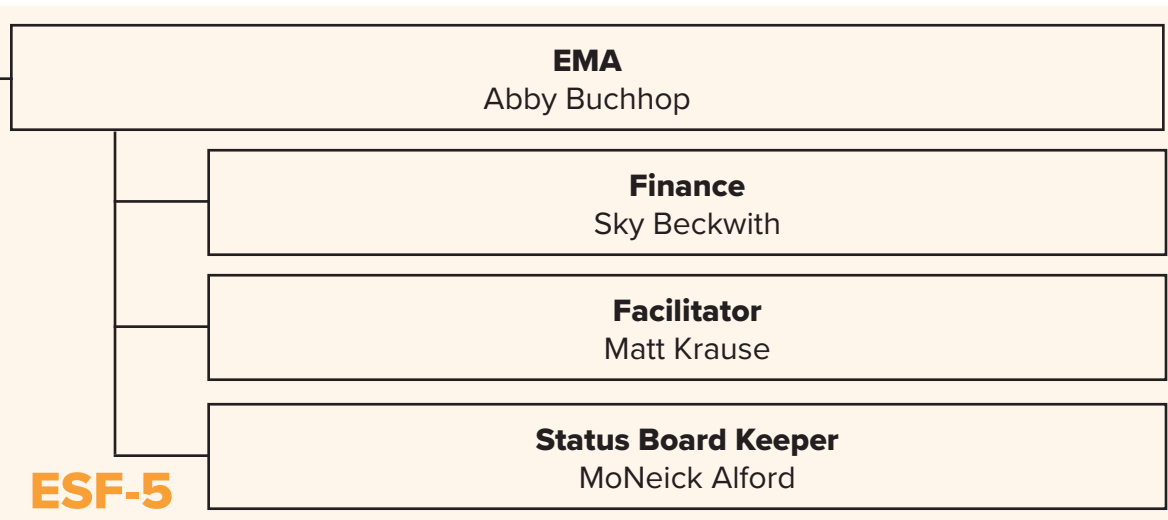 EMA
Abby Buchhop
Finance
Sky Beckwith
Facilitator
Matt Krause
Status Board Keeper
MoNeick Alford
ESF-5